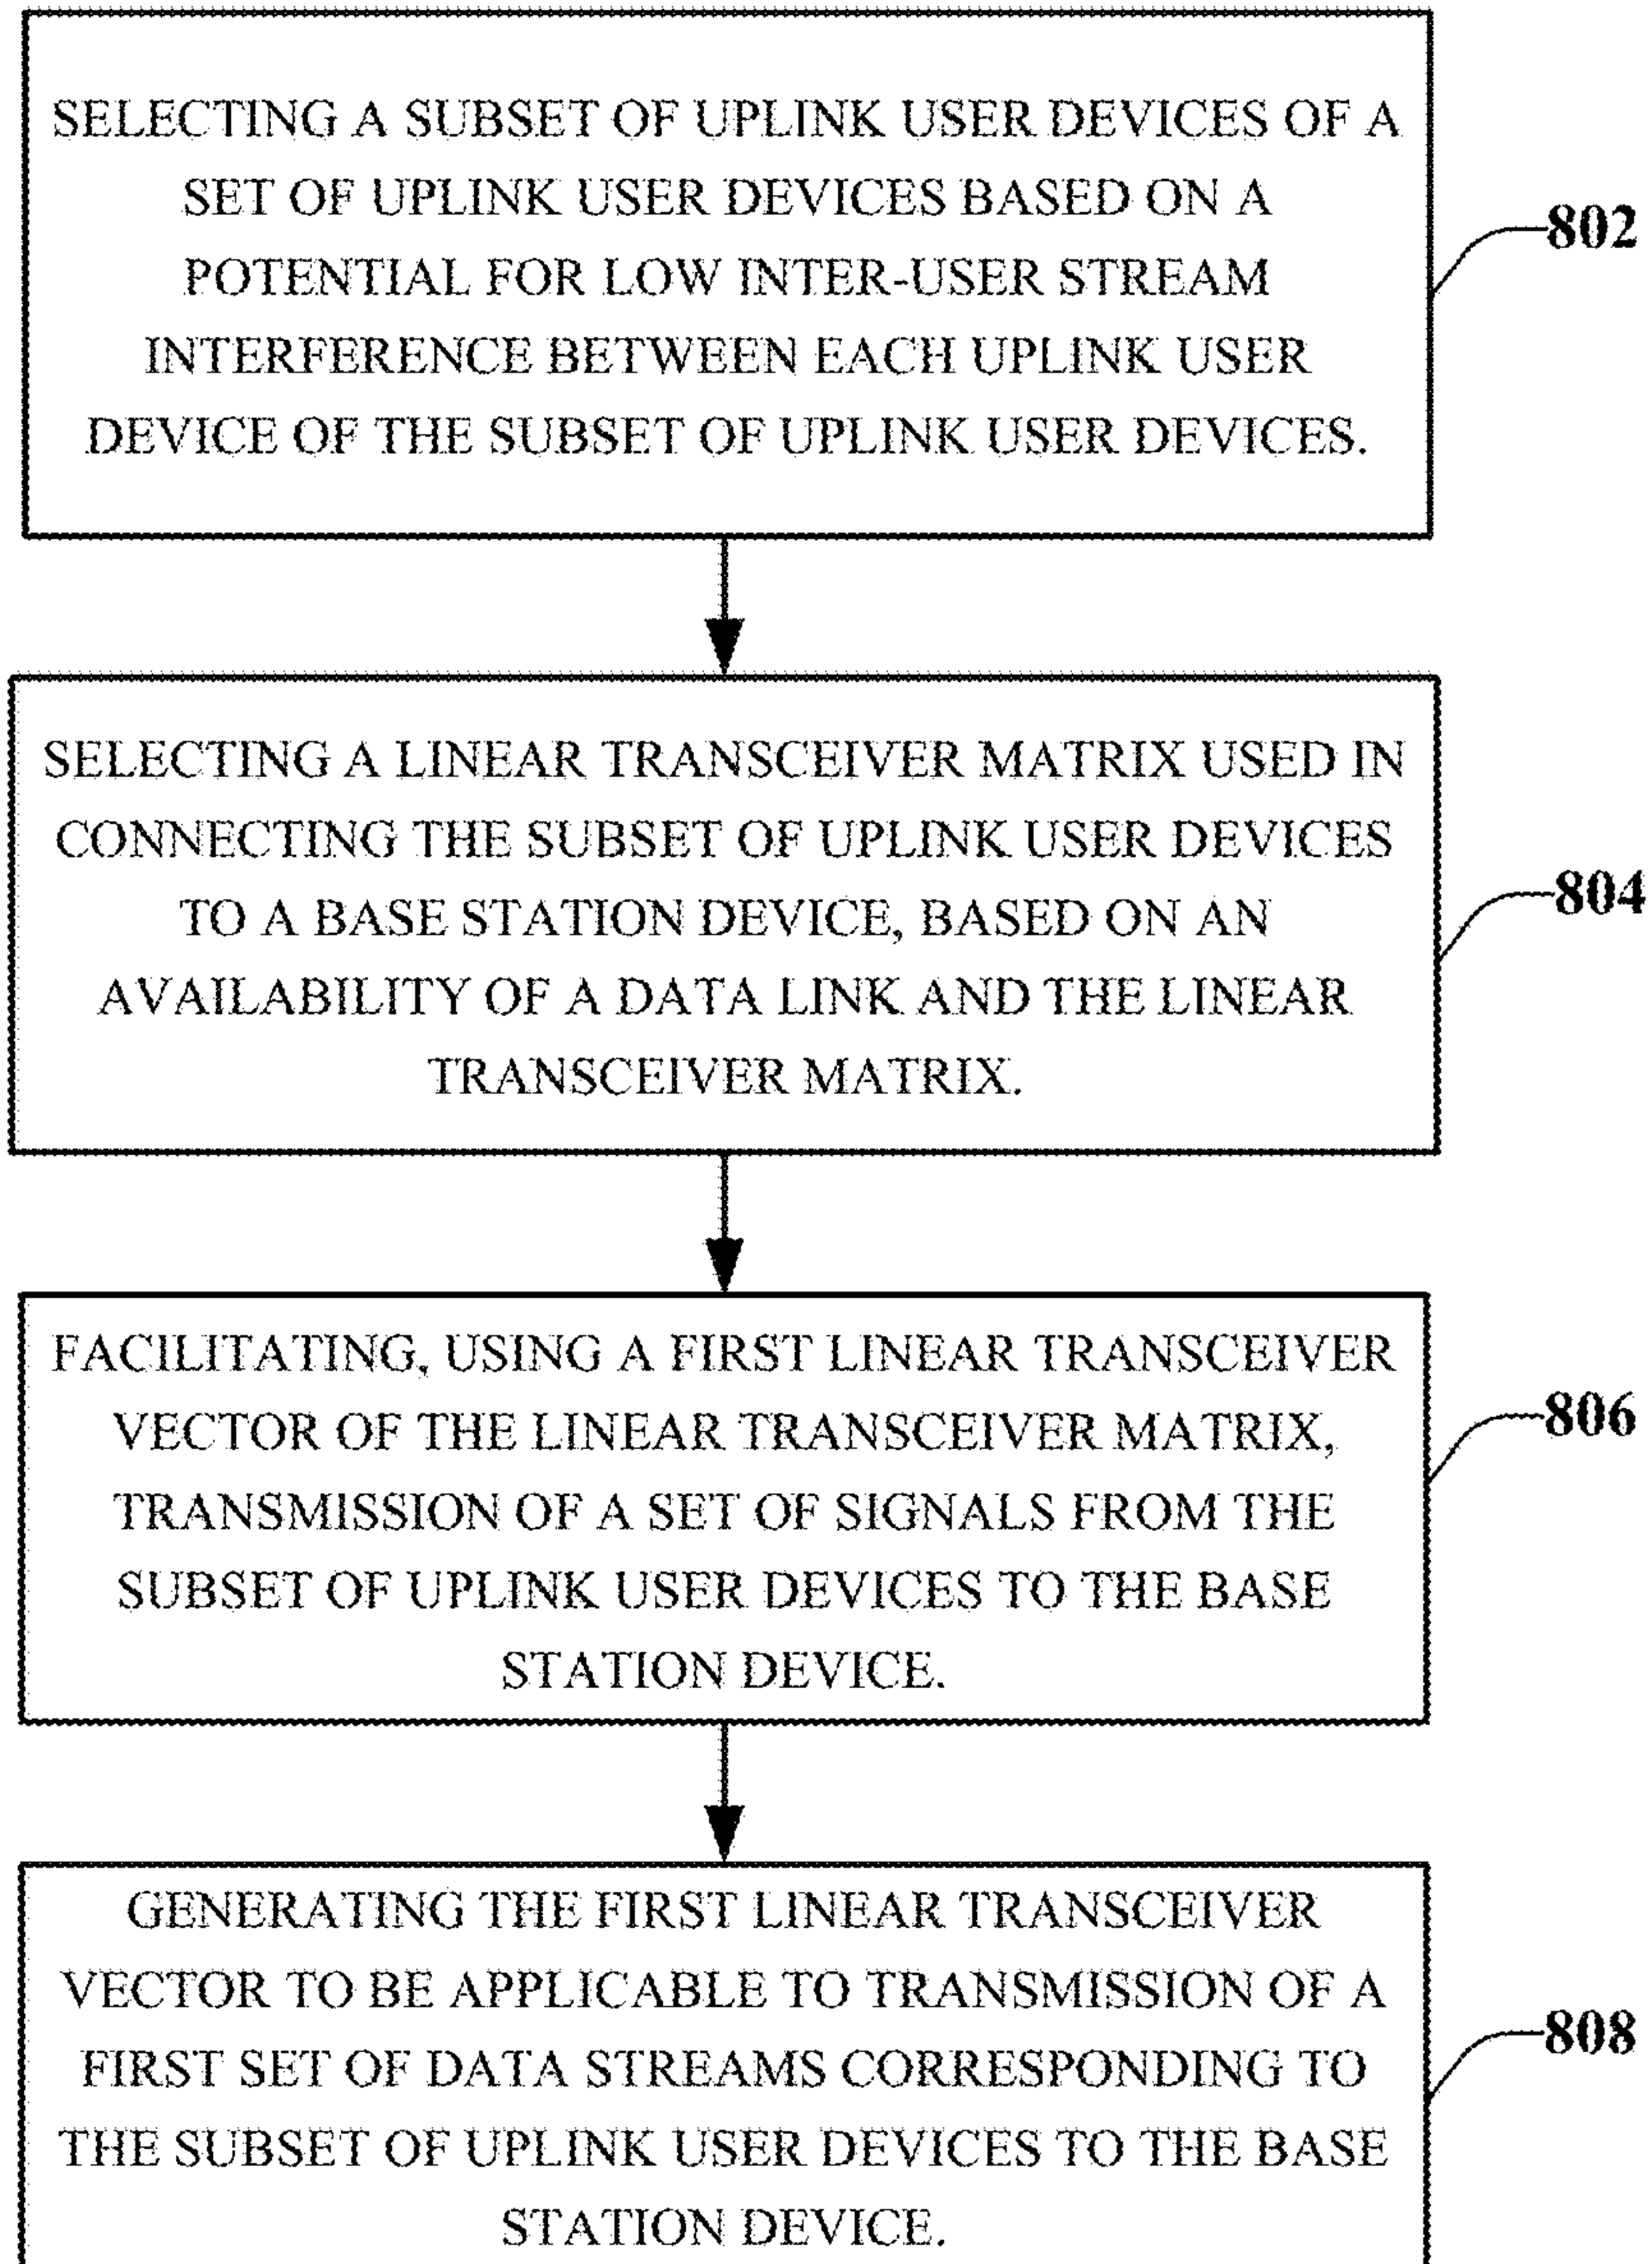 SELECTING A SUBSET OF UPLINK USER DEVICES OF A
SET OF UPLINK USER DEVICES BASED ON A
POTENTIAL FOR LOW INTER-USER STREAM
INTERFERENCE BETWEEN EACH UPLINK USER
DEVICE OF THE SUBSET OF UPLINK USER DEVICES.
802
SELECTING A LINEAR TRANSCEIVER MATRIX USED IN
CONNECTING THE SUBSET OF UPLINK USER DEVICES
TO A BASE STATION DEVICE, BASED ON AN
AVAILABILITY OF A DATA LINK AND THE LINEAR
TRANSCEIVER MATRIX.
804
FACILITATING, USING A FIRST LINEAR TRANSCEIVER
VECTOR OF THE LINEAR TRANSCEIVER MATRIX,
TRANSMISSION OF A SET OF SIGNALS FROM THE
SUBSET OF UPLINK USER DEVICES TO THE BASE
STATION DEVICE.
806
GENERATING THE FIRST LINEAR TRANSCEIVER
VECTOR TO BE APPLICABLE TO TRANSMISSION OF A
FIRST SET OF DATA STREAMS CORRESPONDING TO
THE SUBSET OF UPLINK USER DEVICES TO THE BASE
STATION DEVICE.
808